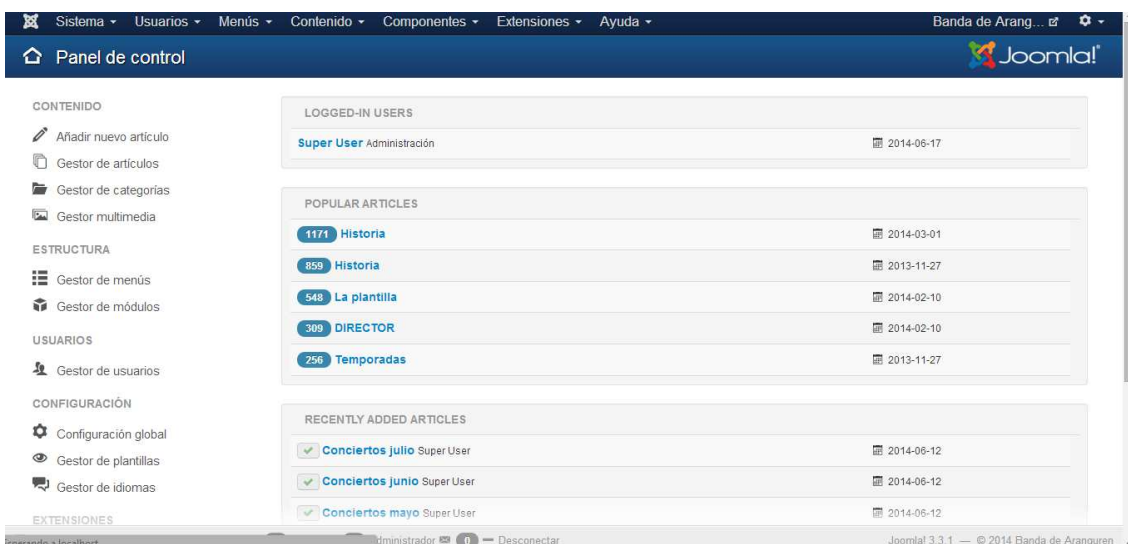 Sistema Usuarios Menús Contenido Componentes Extensiones Ayuda Banda de Arang...
Panel de control Joomla!
CONTENIDO
Añadir nuevo artículo
Gestor de artículos
Gestor de categorías
Gestor multimedia
ESTRUCTURA
Gestor de menús
Gestor de módulos
USUARIOS
Gestor de usuarios
CONFIGURACIÓN
Configuración global
Gestor de plantillas
Gestor de idiomas
EXTENSIONES
LOGGED-IN USERS
Super User Administración 2014-06-17
POPULAR ARTICLES
1171 Historia 2014-03-01
859 Historia 2013-11-27
548 La plantilla 2014-02-10
309 DIRECTOR 2014-02-10
256 Temporadas 2013-11-27
RECENTLY ADDED ARTICLES
Conciertos julio Super User 2014-06-12
Conciertos junio Super User 2014-06-12
Conciertos mayo Super User 2014-06-12
a localhost dministrador 0 Desconectar Joomla! 3.3.1 — © 2014 Banda de Aranguren